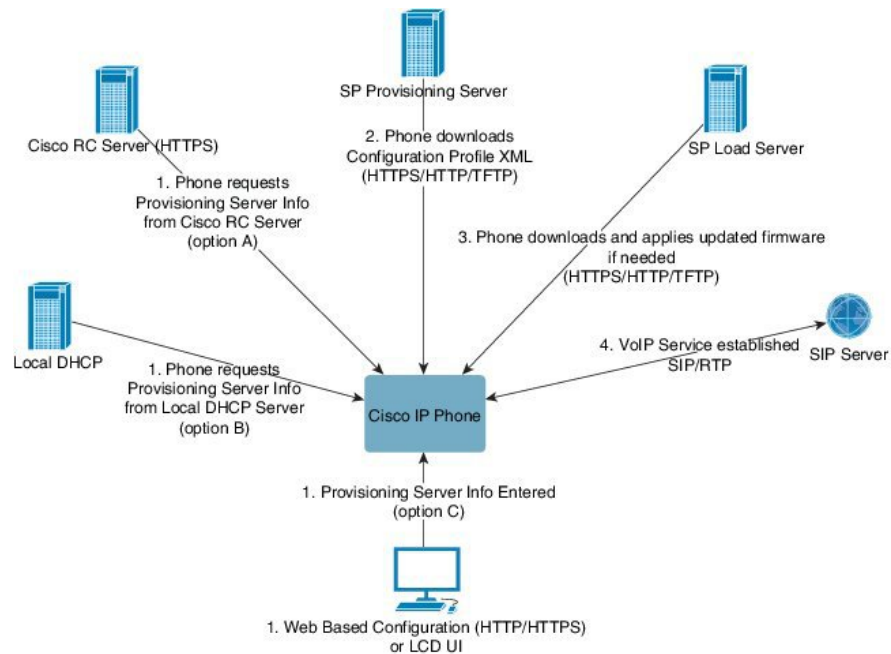 SP Provisioning Server
Cisco RC Server (HTTPS)
SP Load Server
2. Phone downloads
Configuration Profile XML
(HTTPS/HTTP/TFTP)
1. Phone requests
Provisioning Server Info
from Cisco RC Server
(option A)
3. Phone downloads and applies updated firmware
if needed
(HTTPS/HTTP/TFTP)
Local DHCP
1. Phone requests
Provisioning Server Info
from Local DHCP Server
(option B)
4. VoIP Service established
SIP/RTP
SIP Server
Cisco IP Phone
1. Provisioning Server Info Entered
(option C)
1. Web Based Configuration (HTTP/HTTPS)
or LCD UI